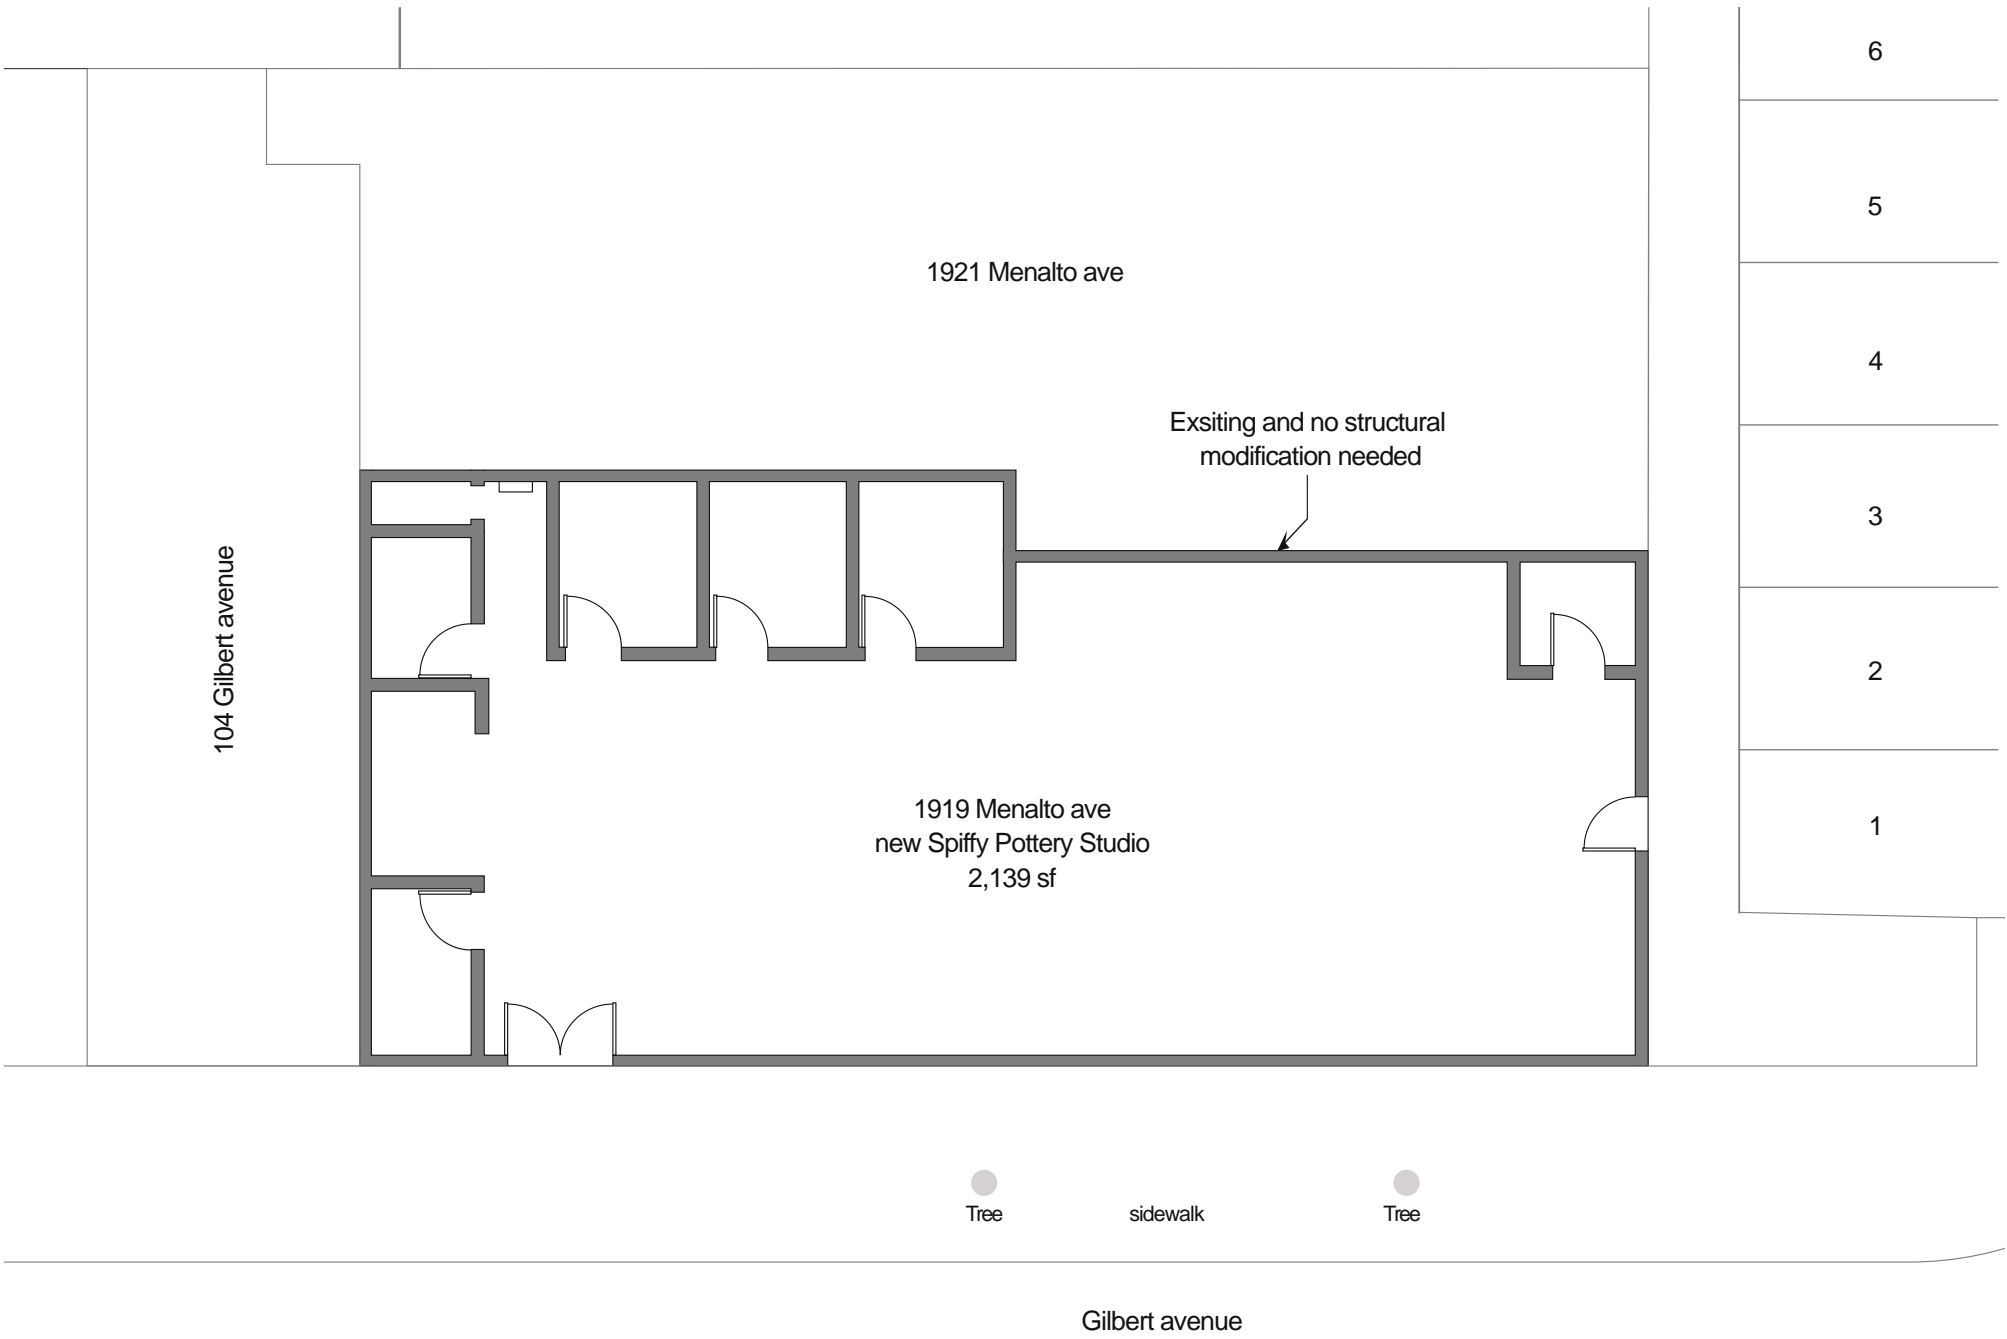 6
5
1921 Menalto ave
4
Exsiting and no structural
modification needed
3
104 Gilbert avenue
2
1919 Menalto ave
new Spiffy Pottery Studio
2,139 sf
1
Tree
sidewalk
Tree
Gilbert avenue